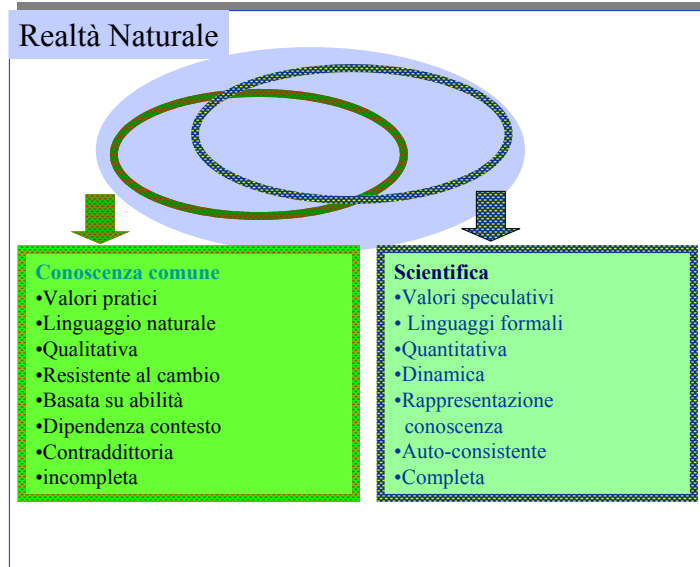 Realtà Naturale
Conoscenza comune
•Valori pratici
•Linguaggio naturale
•Qualitativa
•Resistente al cambio
•Basata su abilità
•Dipendenza contesto
•Contraddittoria
•incompleta
Scientifica
•Valori speculativi
• Linguaggi formali
•Quantitativa
•Dinamica
•Rappresentazione
conoscenza
•Auto-consistente
•Completa